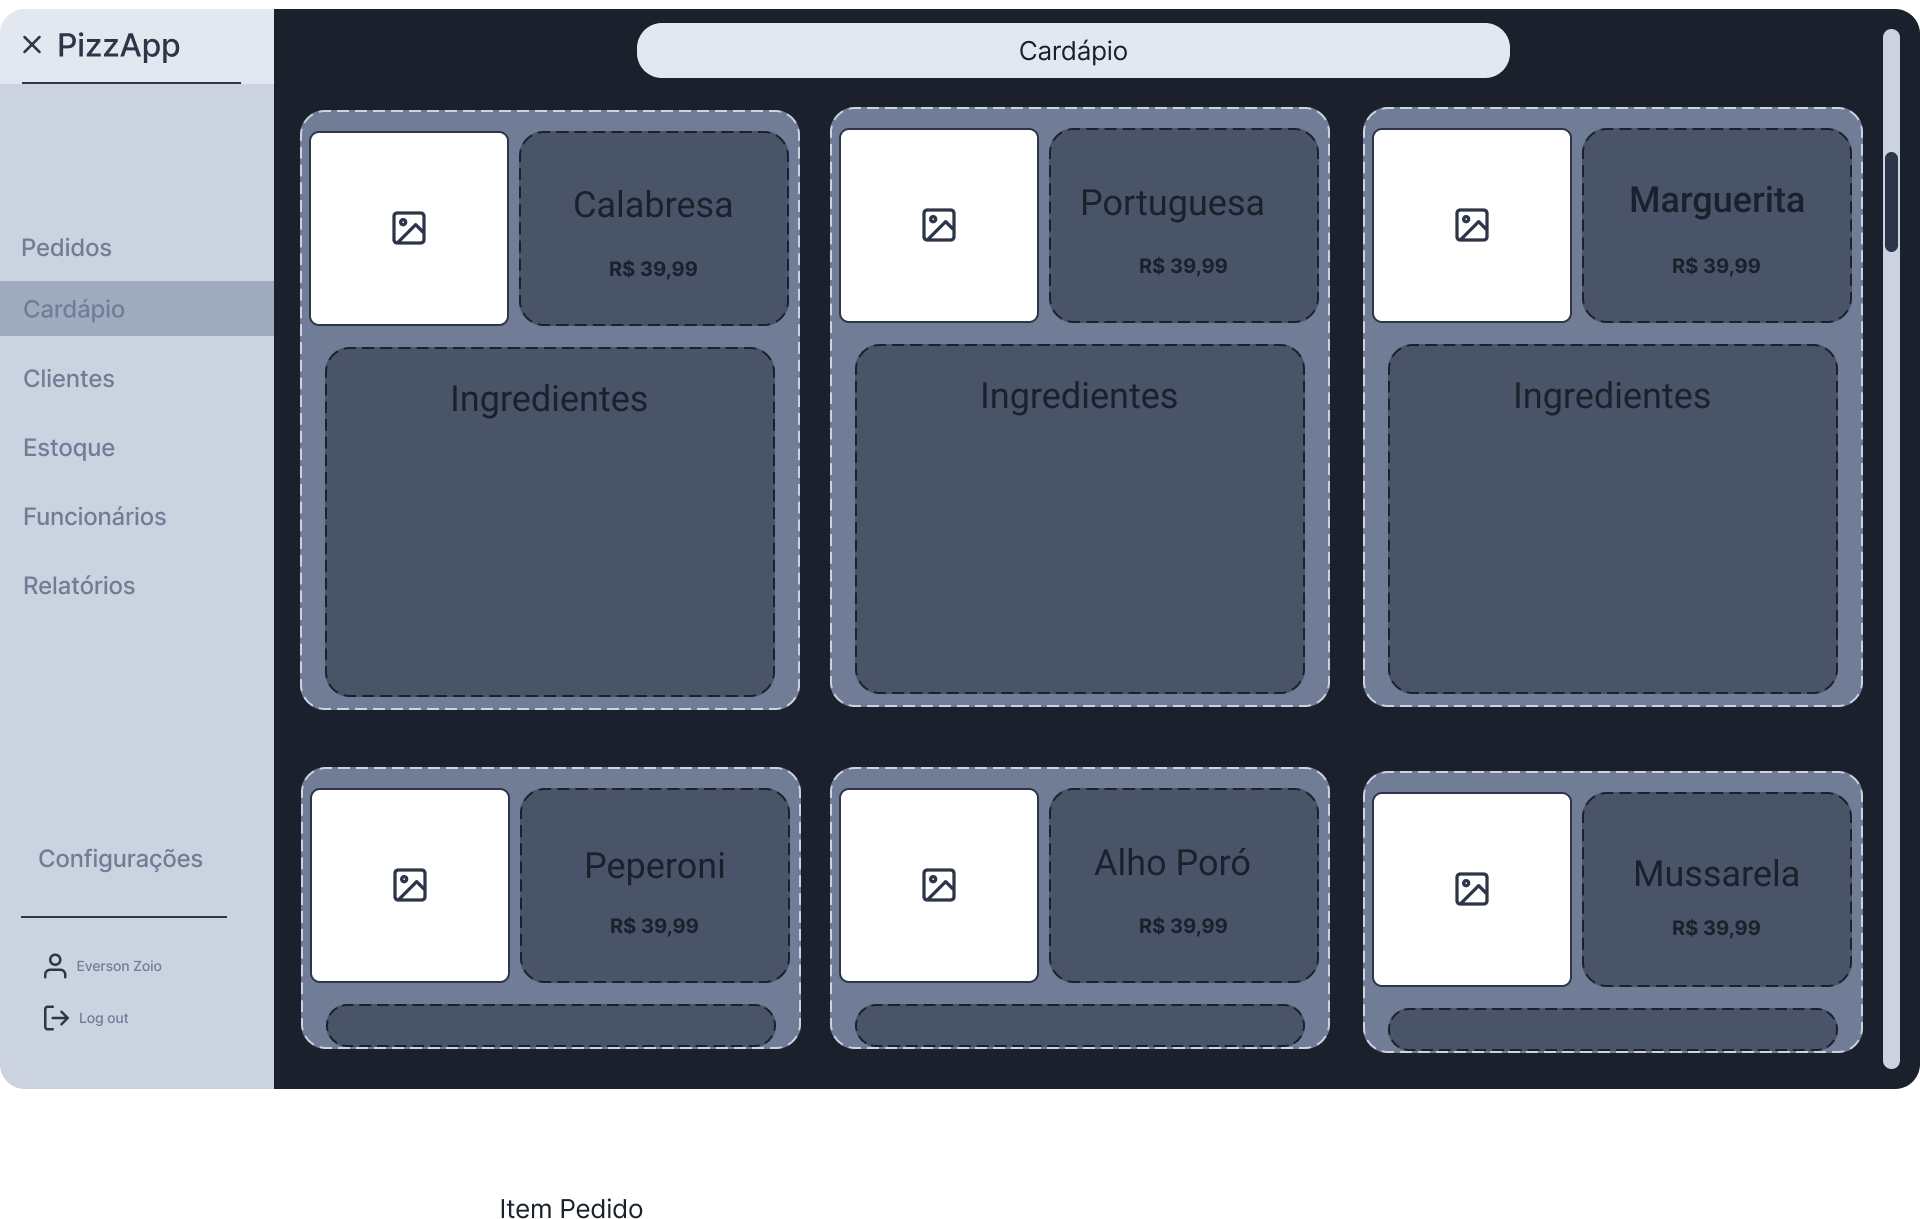 PizzApp
Pedidos
Cardápio
Clientes
Estoque
Funcionários
Relatórios
Configurações
Everson Zoio
Log out
Cardápio
Calabresa
R$ 39,99
Ingredientes
Portuguesa
R$ 39,99
Ingredientes
Marguerita
R$ 39,99
Ingredientes
Peperoni
R$ 39,99
Alho Poró
R$ 39,99
Mussarela
R$ 39,99
Item Pedido